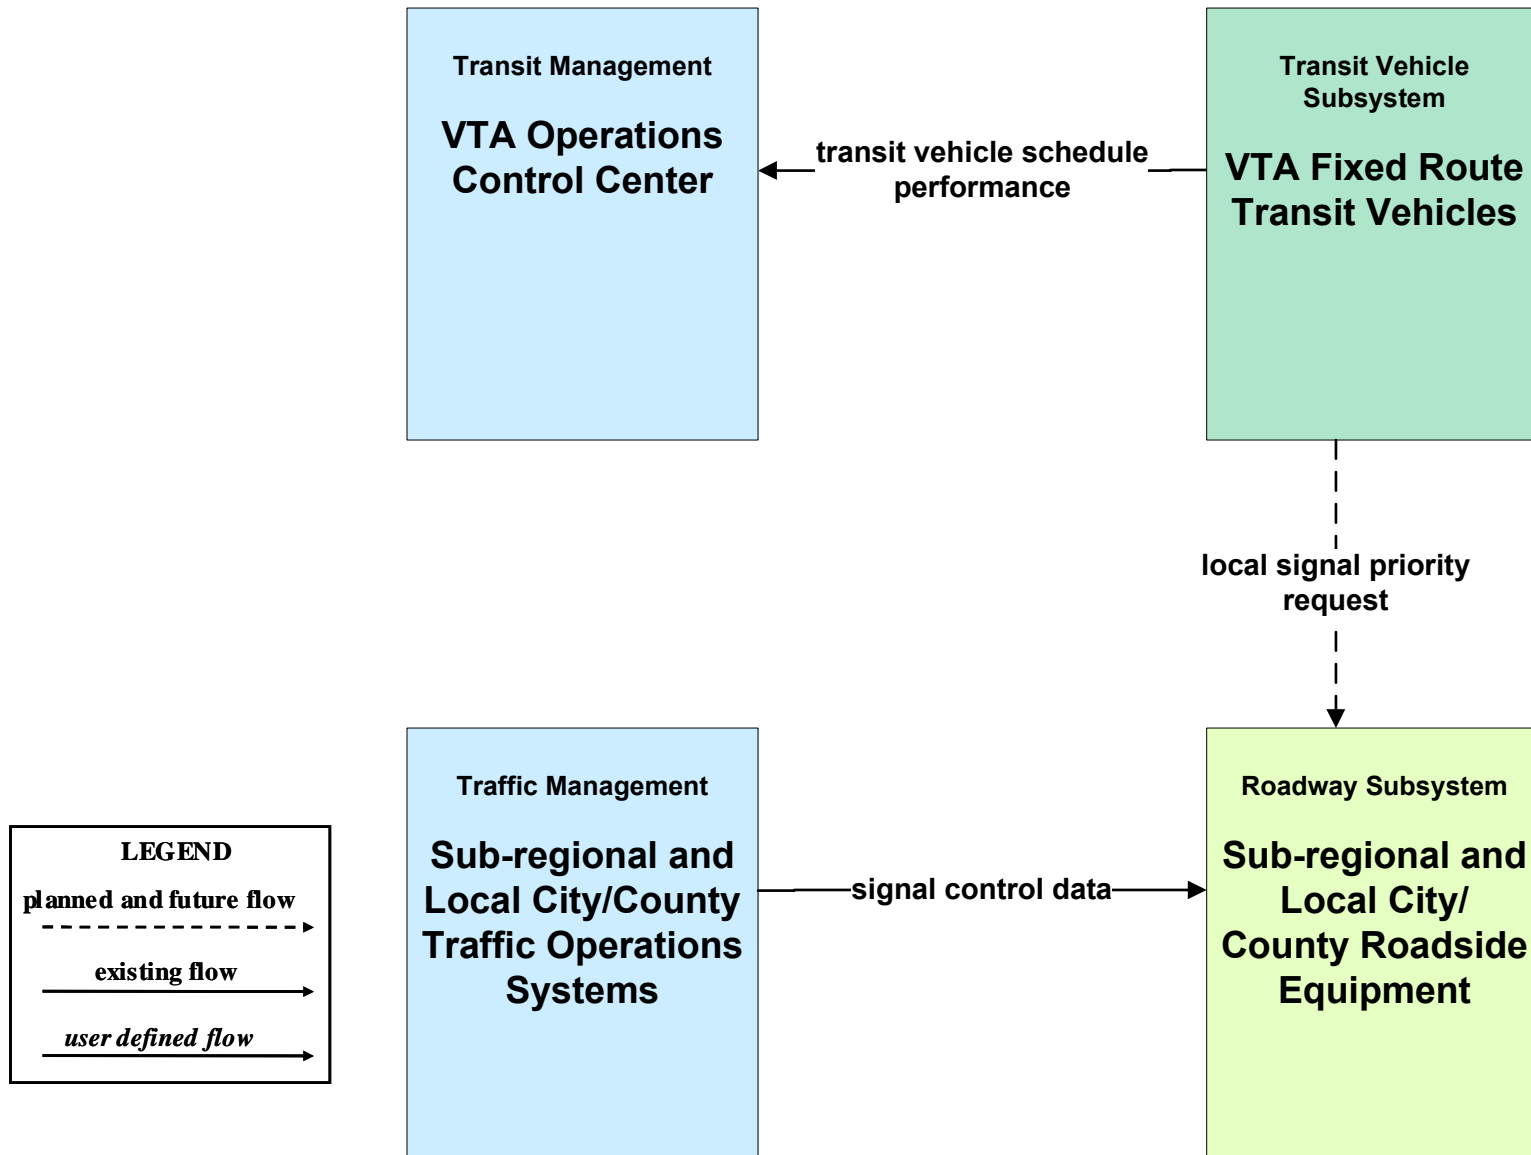 Transit Management
VTA Operations
Control Center
transit vehicle schedule
performance
Transit Vehicle
Subsystem
VTA Fixed Route
Transit Vehicles
local signal priority
request
Traffic Management
Sub-regional and
Local City/County
Traffic Operations
Systems
signal control data
Roadway Subsystem
Sub-regional and
Local City/
County Roadside
Equipment
LEGEND
planned and future flow
existing flow
user defined flow